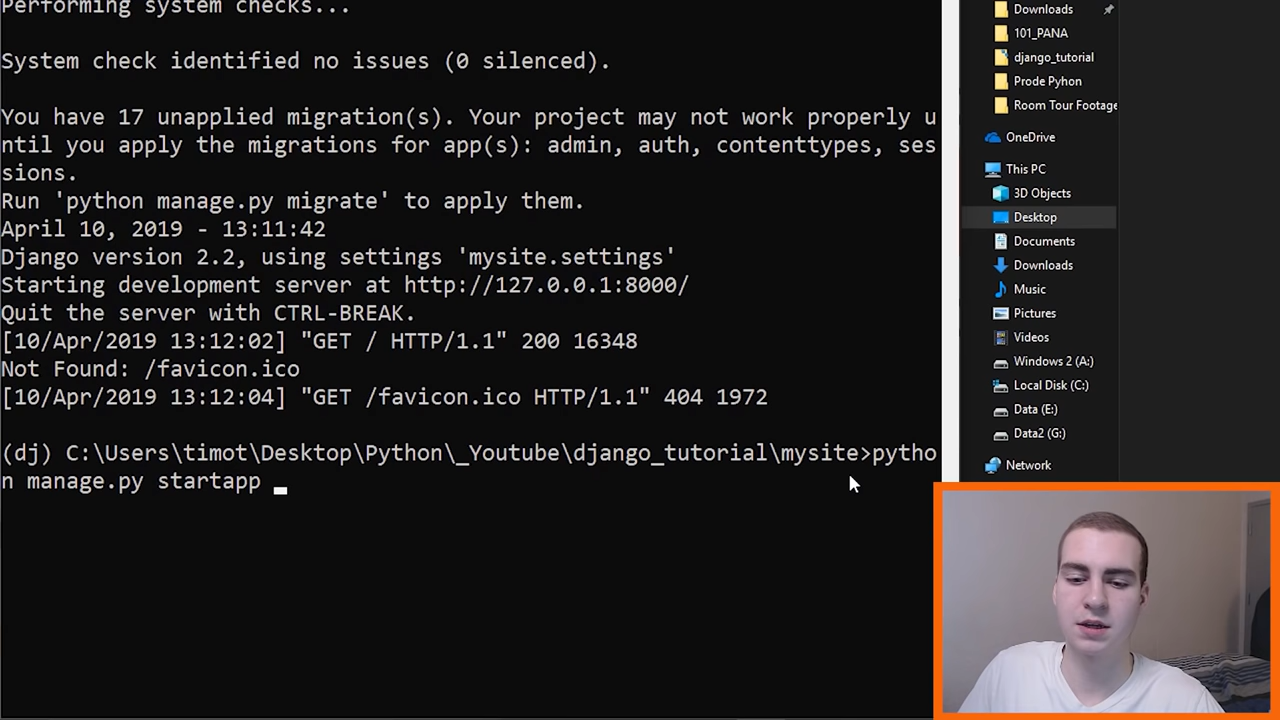 Performing system checks...
System check identified no issues (0 silenced).
You have 17 unapplied migration(s). Your project may not work properly u
ntil you apply the migrations for app(s): admin, auth, contenttypes, ses
sions.
Run 'python manage.py migrate' to apply them.
April 10, 2019 - 13:11:42
Django version 2.2, using settings 'mysite.settings'
Starting development server at http://127.0.0.1:8000/
Quit the server with CTRL-BREAK.
[10/Apr/2019 13:12:02] "GET / HTTP/1.1" 200 16348
Not Found: /favicon.ico
[10/Apr/2019 13:12:04] "GET /favicon.ico HTTP/1.1" 404 1972
(dj) C:\Users\timot\Desktop\Python\_Youtube\django_tutorial\mysite>pytho
n manage.py startapp
Downloads
101_PANA
django_tutorial
Prode Pyhon
Room Tour Footage
OneDrive
This PC
3D Objects
Desktop
Documents
Downloads
Music
Pictures
Videos
Windows 2 (A:)
Local Disk (C:)
Data (E:)
Data2 (G:)
Network